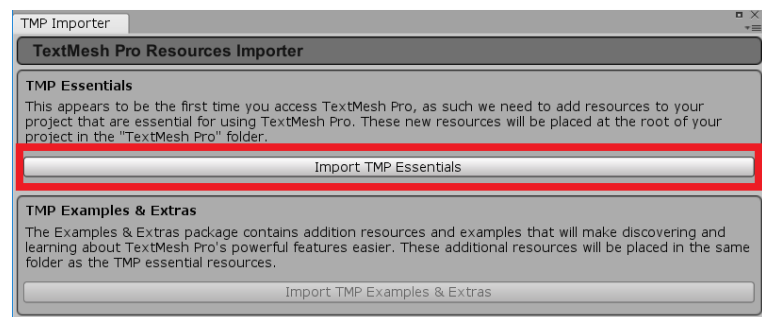 TMP Importer
TextMesh Pro Resources Importer
TMP Essentials
This appears to be the first time you access TextMesh Pro, as such we need to add resources to your
project that are essential for using TextMesh Pro. These new resources will be placed at the root of your
project in the "TextMesh Pro" folder.
Import TMP Essentials
TMP Examples & Extras
The Examples & Extras package contains addition resources and examples that will make discovering and
learning about TextMesh Pro's powerful features easier. These additional resources will be placed in the same
folder as the TMP essential resources.
Import TMP Examples & Extras